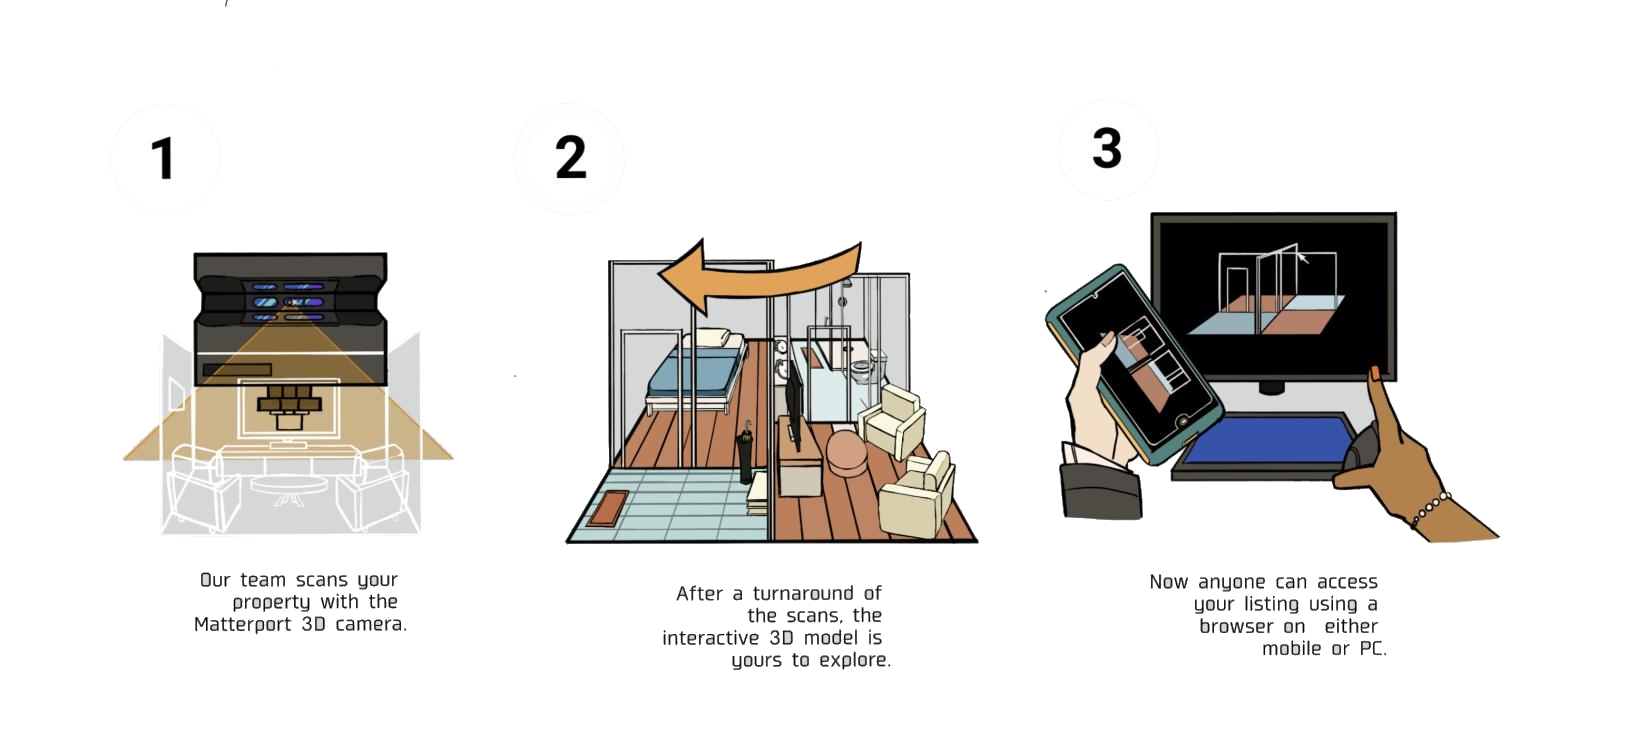 1
Our team scans your
property with the
Matterport 3D camera.
2
After a turnaround of
the scans, the
interactive 3D model is
yours to explore.
3
Now anyone can access
your listing using a
browser on either
mobile or PC.